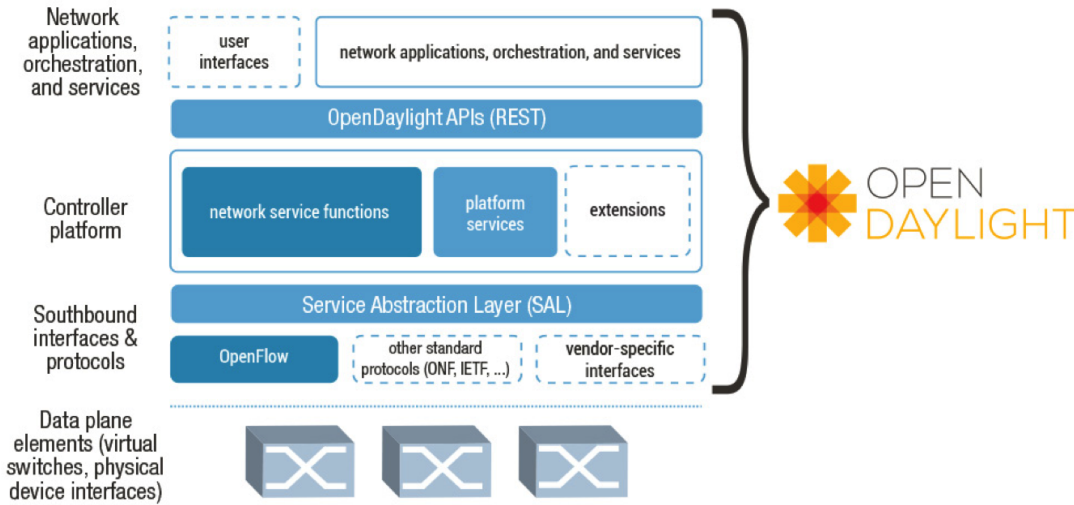 Network
applications,
orchestration,
and services
user
interfaces
network applications, orchestration, and services
OpenDaylight APIs (REST)
Controller
platform
network service functions
platform
services
extensions
OPEN
DAYLIGHT
Service Abstraction Layer (SAL)
Southbound
interfaces &
protocols
OpenFlow
other standard
protocols (ONF, IETF, ...)
vendor-specific
interfaces
Data plane
elements (virtual
switches, physical
device interfaces)